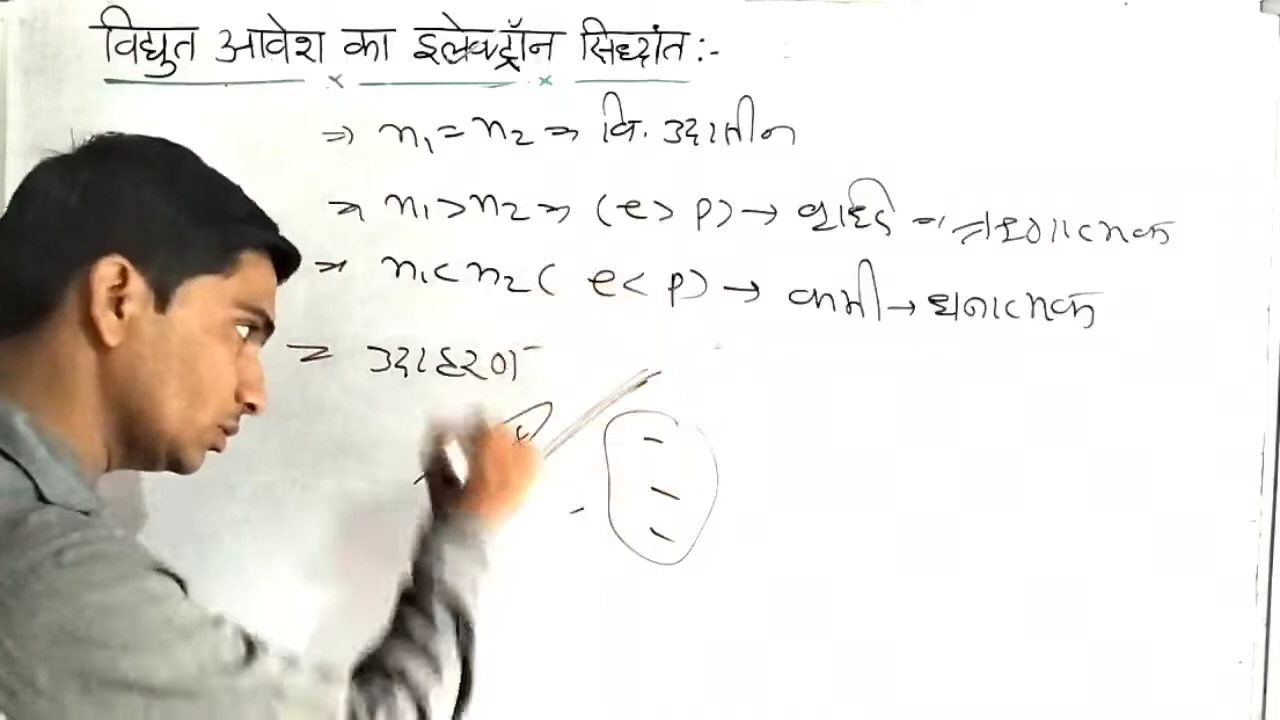 विद्युत आवेश का इलेक्ट्रॉन सिध्दांत :-
⇒ n₁ = n₂ ⇒ वि. उदासीन
⇒ n₁ > n₂ ⇒ (e > p) → वृद्धि → ऋणात्मक
⇒ n₁ < n₂ ( e < p) → कमी → धनात्मक
⇒ उदाहरण -